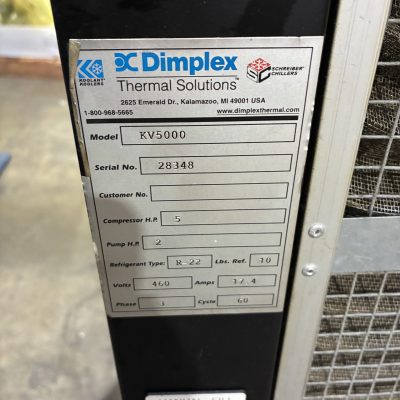 KOOLANT
KOOLERS
Dimplex
Thermal Solutions
SCHREIBER
CHILLERS
2625 Emerald Dr., Kalamazoo, MI 49001 USA
1-800-968-5665 www.dimplexthermal.com
Model KV5000
Serial No. 28348
Customer No.
Compressor H.P. 5
Pump H.P. 2
Refrigerant Type: R-22 Lbs. Ref. 10
Volts 460 Amps 17.4
Phase 3 Cycle 60